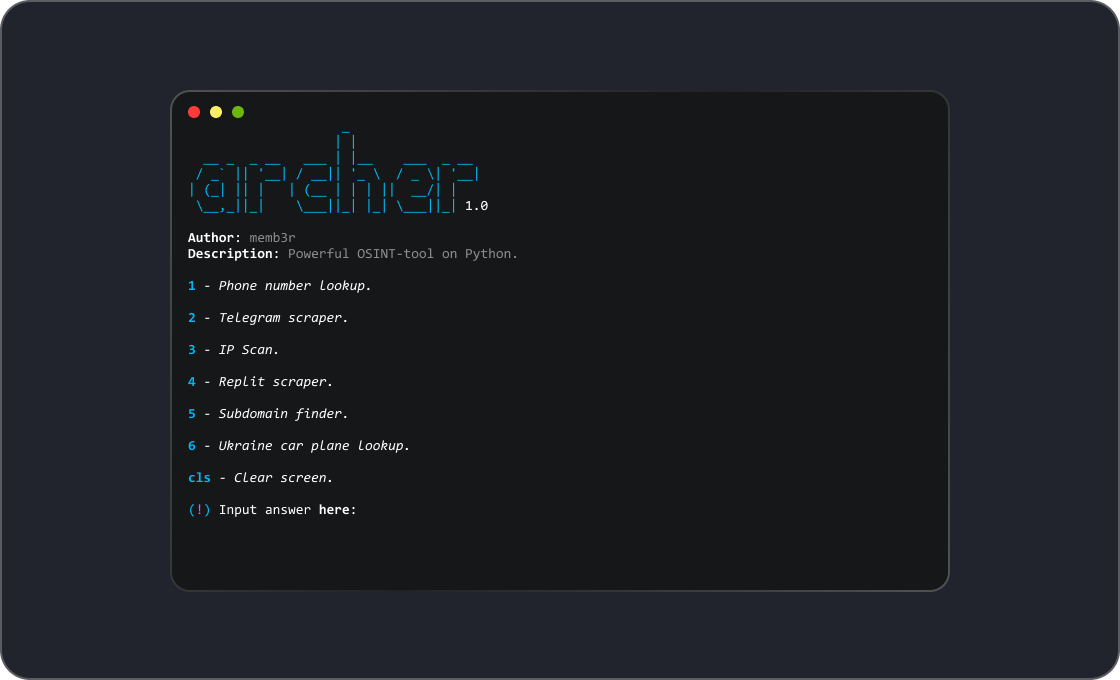 archer 1.0
Author: memb3r
Description: Powerful OSINT-tool on Python.
1 - Phone number lookup.
2 - Telegram scraper.
3 - IP Scan.
4 - Replit scraper.
5 - Subdomain finder.
6 - Ukraine car plane lookup.
cls - Clear screen.
(!) Input answer here: